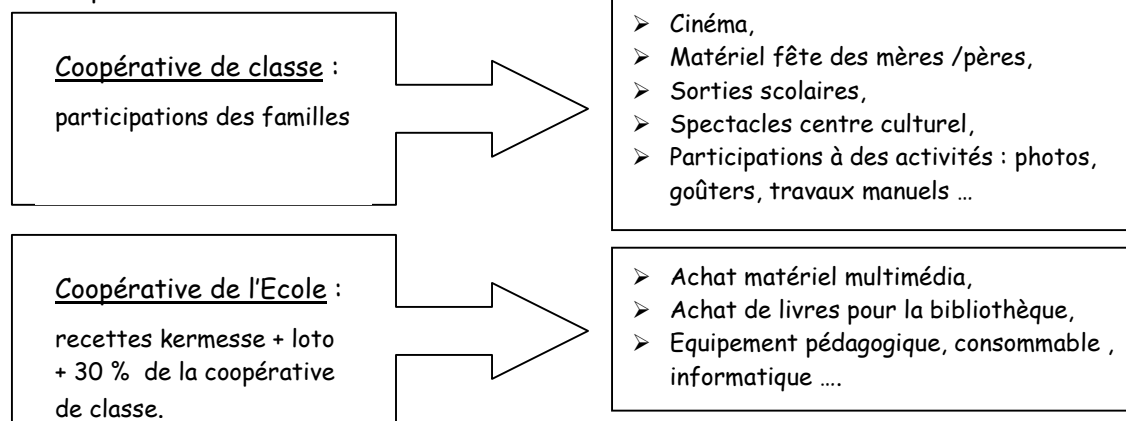 Coopérative de classe :
participations des familles
➢ Cinéma,
➢ Matériel fête des mères /pères,
➢ Sorties scolaires,
➢ Spectacles centre culturel,
➢ Participations à des activités : photos,
goûters, travaux manuels …
Coopérative de l'Ecole :
recettes kermesse + loto
+ 30 % de la coopérative
de classe.
➢ Achat matériel multimédia,
➢ Achat de livres pour la bibliothèque,
➢ Equipement pédagogique, consommable ,
informatique ….